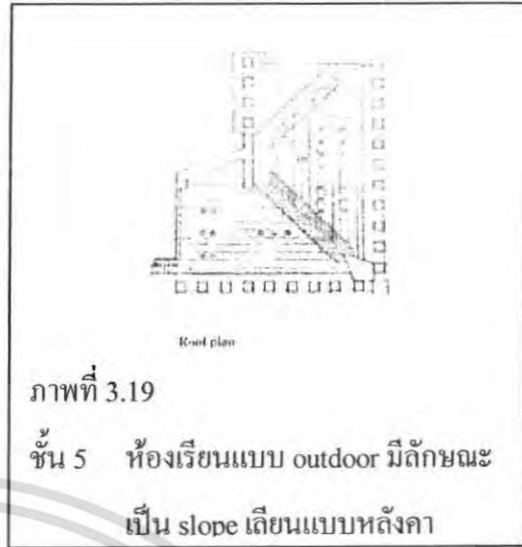 Roof plan
ภาพที่ 3.19
ชั้น 5 ห้องเรียนแบบ outdoor มีลักษณะ
เป็น slope เลียนแบบหลังคา